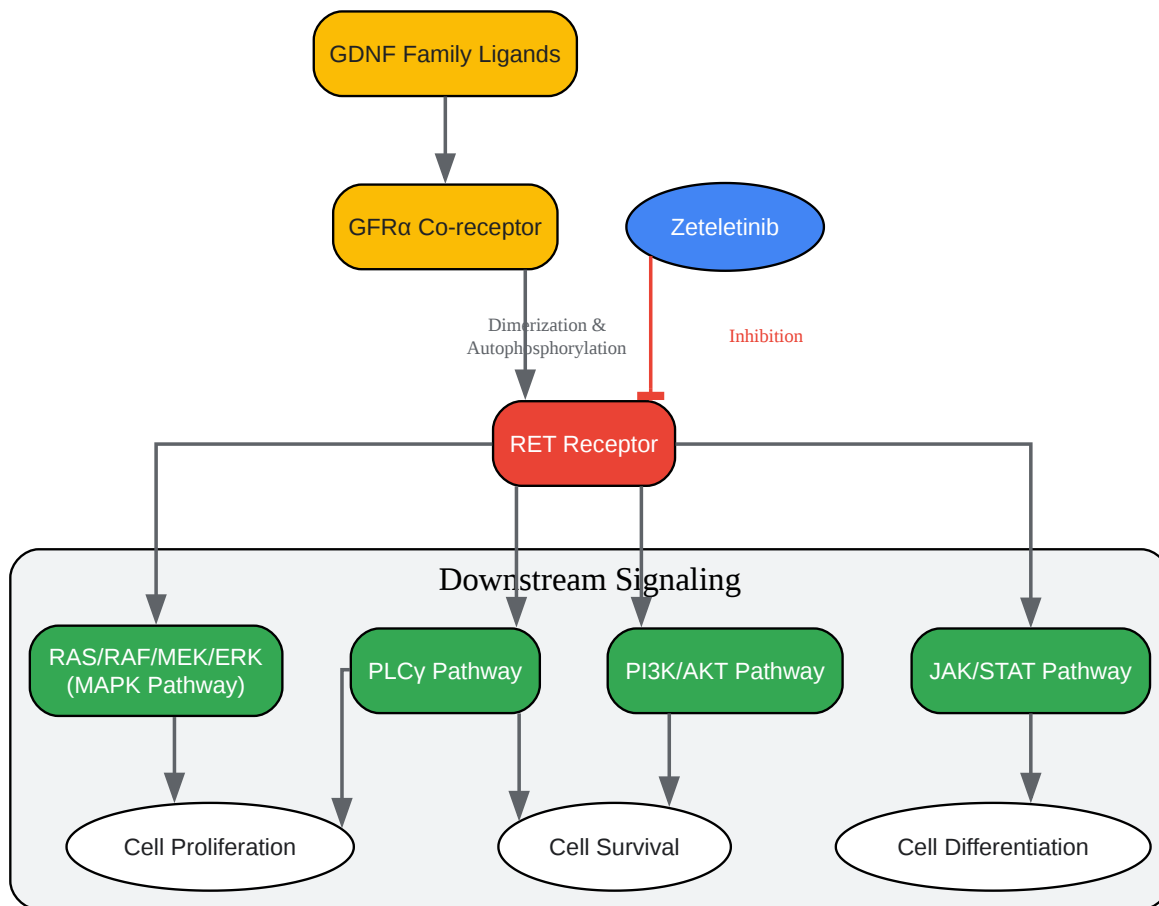 GDNF Family Ligands
GFRα Co-receptor
Zeteletinib
Dimerization &
Autophosphorylation
Inhibition
RET Receptor
Downstream Signaling
RAS/RAF/MEK/ERK
(MAPK Pathway)
PLCγ Pathway
PI3K/AKT Pathway
JAK/STAT Pathway
Cell Proliferation
Cell Survival
Cell Differentiation